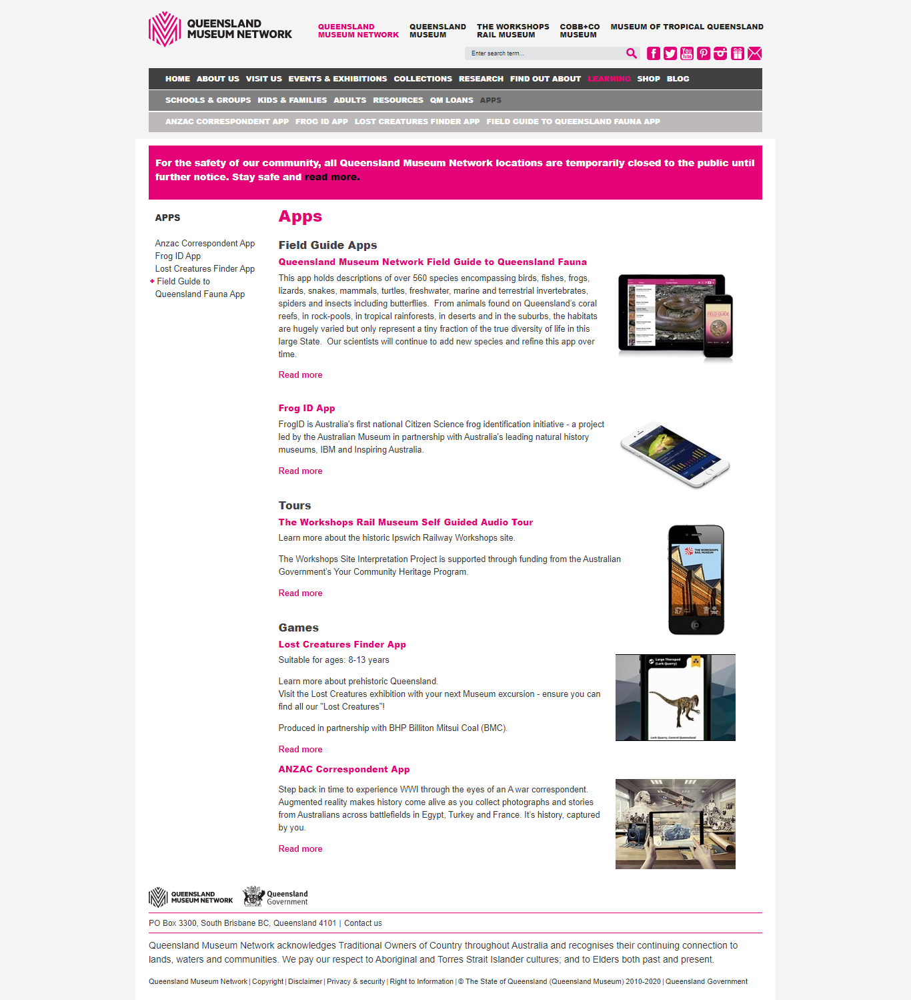 QUEENSLAND
MUSEUM NETWORK
QUEENSLAND
MUSEUM NETWORK
QUEENSLAND
MUSEUM
THE WORKSHOPS
RAIL MUSEUM
COBB+CO
MUSEUM
MUSEUM OF TROPICAL QUEENSLAND
Enter search term...
You
Tube
HOME ABOUT US VISIT US EVENTS & EXHIBITIONS COLLECTIONS RESEARCH FIND OUT ABOUT LEARNING SHOP BLOG
SCHOOLS & GROUPS KIDS & FAMILIES ADULTS RESOURCES QM LOANS APPS
ANZAC CORRESPONDENT APP FROG ID APP LOST CREATURES FINDER APP FIELD GUIDE TO QUEENSLAND FAUNA APP
For the safety of our community, all Queensland Museum Network locations are temporarily closed to the public until
further notice. Stay safe and read more.
APPS
Anzac Correspondent App
Frog ID App
Lost Creatures Finder App
+ Field Guide to
Queensland Fauna App
Apps
Field Guide Apps
Queensland Museum Network Field Guide to Queensland Fauna
This app holds descriptions of over 560 species encompassing birds, fishes, frogs,
lizards, snakes, mammals, turtles, freshwater, marine and terrestrial invertebrates,
spiders and insects including butterflies.  From animals found on Queensland's coral
reefs, in rock-pools, in tropical rainforests, in deserts and in the suburbs, the habitats
are hugely varied but only represent a tiny fraction of the true diversity of life in this
large State.  Our scientists will continue to add new species and refine this app over
time.
Read more
FIELD GUIDE
Frog ID App
FrogID is Australia's first national Citizen Science frog identification initiative - a project
led by the Australian Museum in partnership with Australia's leading natural history
museums, IBM and Inspiring Australia.
Read more
Tours
The Workshops Rail Museum Self Guided Audio Tour
Learn more about the historic Ipswich Railway Workshops site.
The Workshops Site Interpretation Project is supported through funding from the Australian
Government's Your Community Heritage Program.
Read more
THE WORKSHOPS
RAIL MUSEUM
Games
Lost Creatures Finder App
Suitable for ages: 8-13 years
Learn more about prehistoric Queensland.
Visit the Lost Creatures exhibition with your next Museum excursion - ensure you can
find all our "Lost Creatures"!
Produced in partnership with BHP Billiton Mitsui Coal (BMC).
Read more
Large Theropod
(Lark Quarry)
Lark Quarry, Central Queensland
ANZAC Correspondent App
Step back in time to experience WWI through the eyes of an A war correspondent.
Augmented reality makes history come alive as you collect photographs and stories
from Australians across battlefields in Egypt, Turkey and France. It's history, captured
by you.
Read more
QUEENSLAND
MUSEUM NETWORK
Queensland
Government
PO Box 3300, South Brisbane BC, Queensland 4101 | Contact us
Queensland Museum Network acknowledges Traditional Owners of Country throughout Australia and recognises their continuing connection to
lands, waters and communities. We pay our respect to Aboriginal and Torres Strait Islander cultures; and to Elders both past and present.
Queensland Museum Network | Copyright | Disclaimer | Privacy & security | Right to Information | © The State of Queensland (Queensland Museum) 2010-2020 | Queensland Government